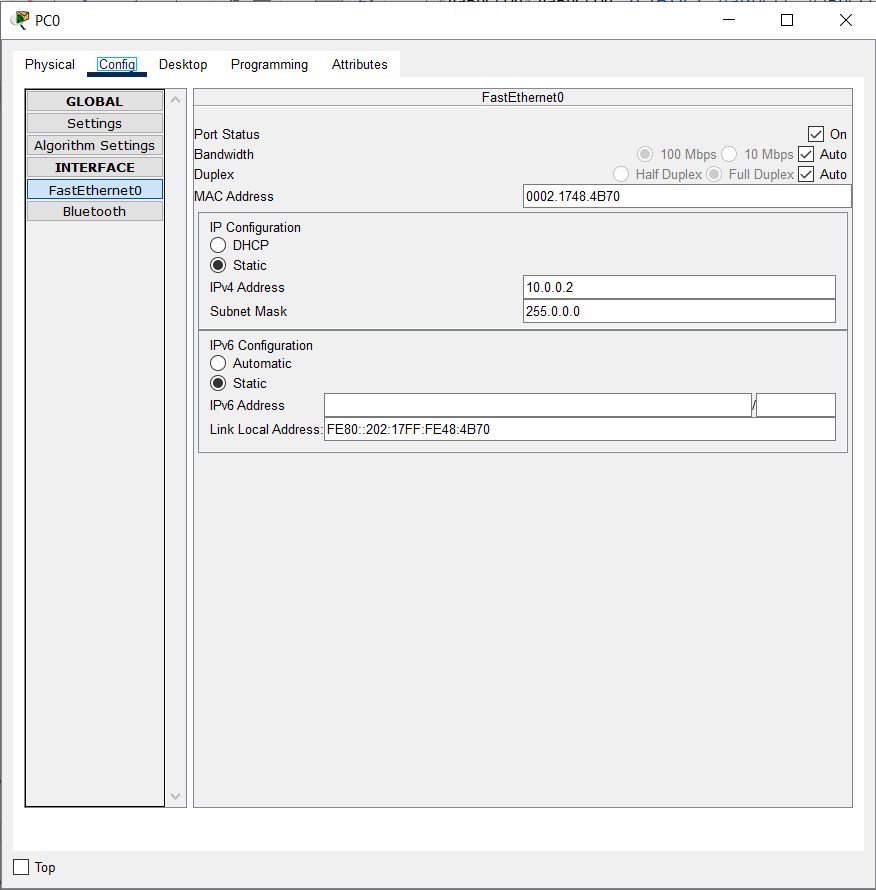 PC0
Physical Config Desktop Programming Attributes
GLOBAL
Settings
Algorithm Settings
INTERFACE
FastEthernet0
Bluetooth
FastEthernet0
Port Status On
Bandwidth 100 Mbps 10 Mbps Auto
Duplex Half Duplex Full Duplex Auto
MAC Address 0002.1748.4B70
IP Configuration
DHCP
Static
IPv4 Address 10.0.0.2
Subnet Mask 255.0.0.0
IPv6 Configuration
Automatic
Static
IPv6 Address /
Link Local Address: FE80::202:17FF:FE48:4B70
Top